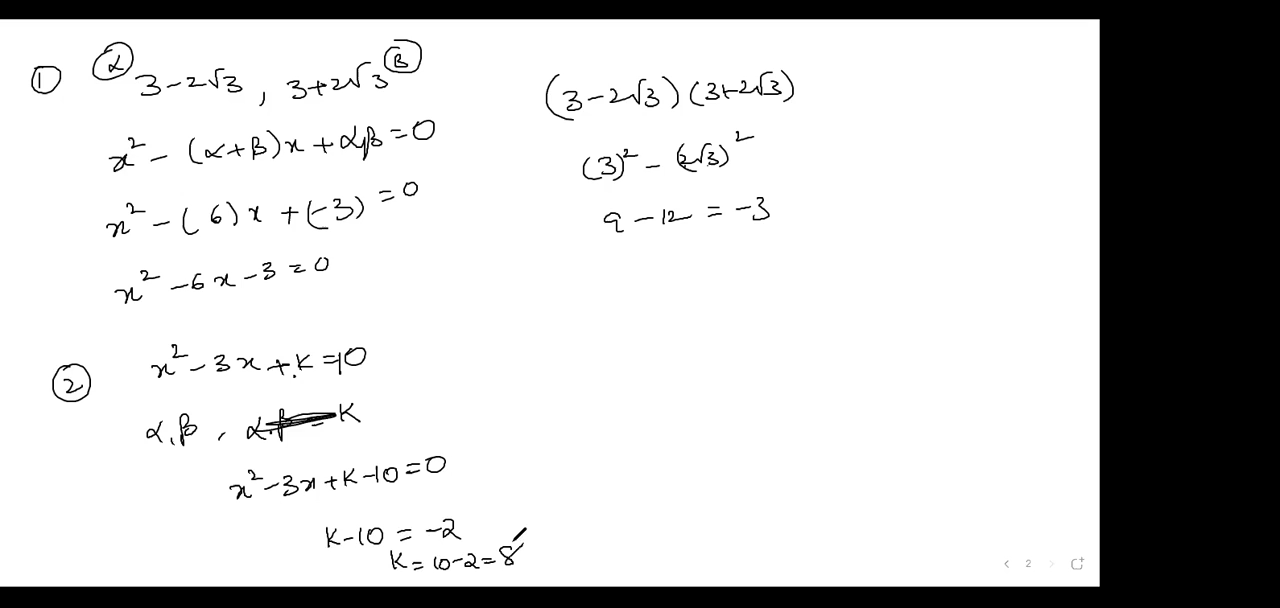 ① α 3-2√3 , 3+2√3 β
x² - (α+β)x + αβ = 0
x² - (6)x + (-3) = 0
x² - 6x - 3 = 0
(3-2√3) (3+2√3)
(3)² - (2√3)²
9 - 12 = -3
② x² - 3x + k = 10
α, β , α.β = K
x² - 3x + K - 10 = 0
K - 10 = -2
K = 10 - 2 = 8
2